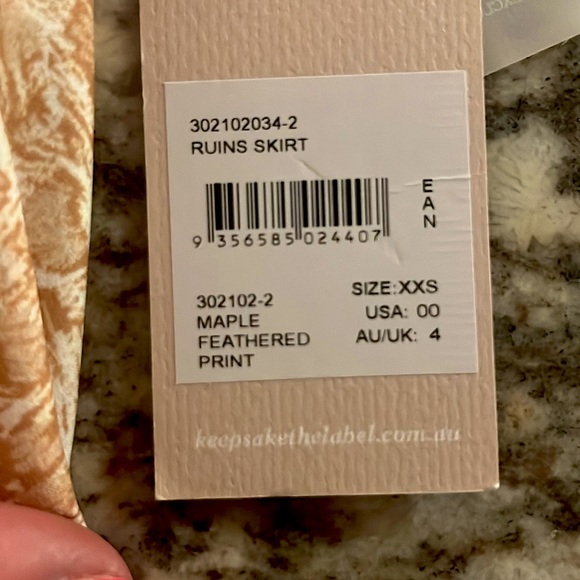 302102034-2
RUINS SKIRT
E
A
N
9 356585 024407
302102-2
MAPLE
FEATHERED
PRINT
SIZE:XXS
USA: 00
AU/UK: 4
keepsakethelabel.com.au